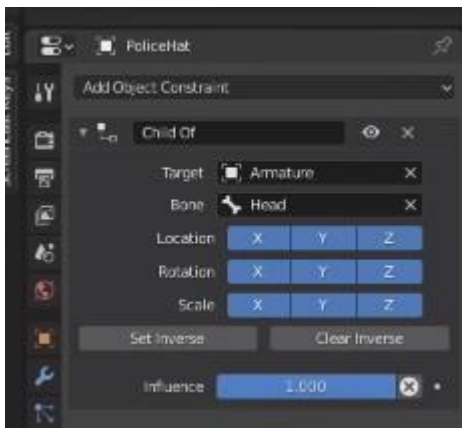 PoliceHat
Add Object Constraint
Child Of
Target Armature
Bone Head
Location X Y Z
Rotation X Y Z
Scale X Y Z
Set Inverse Clear Inverse
Influence 1.000